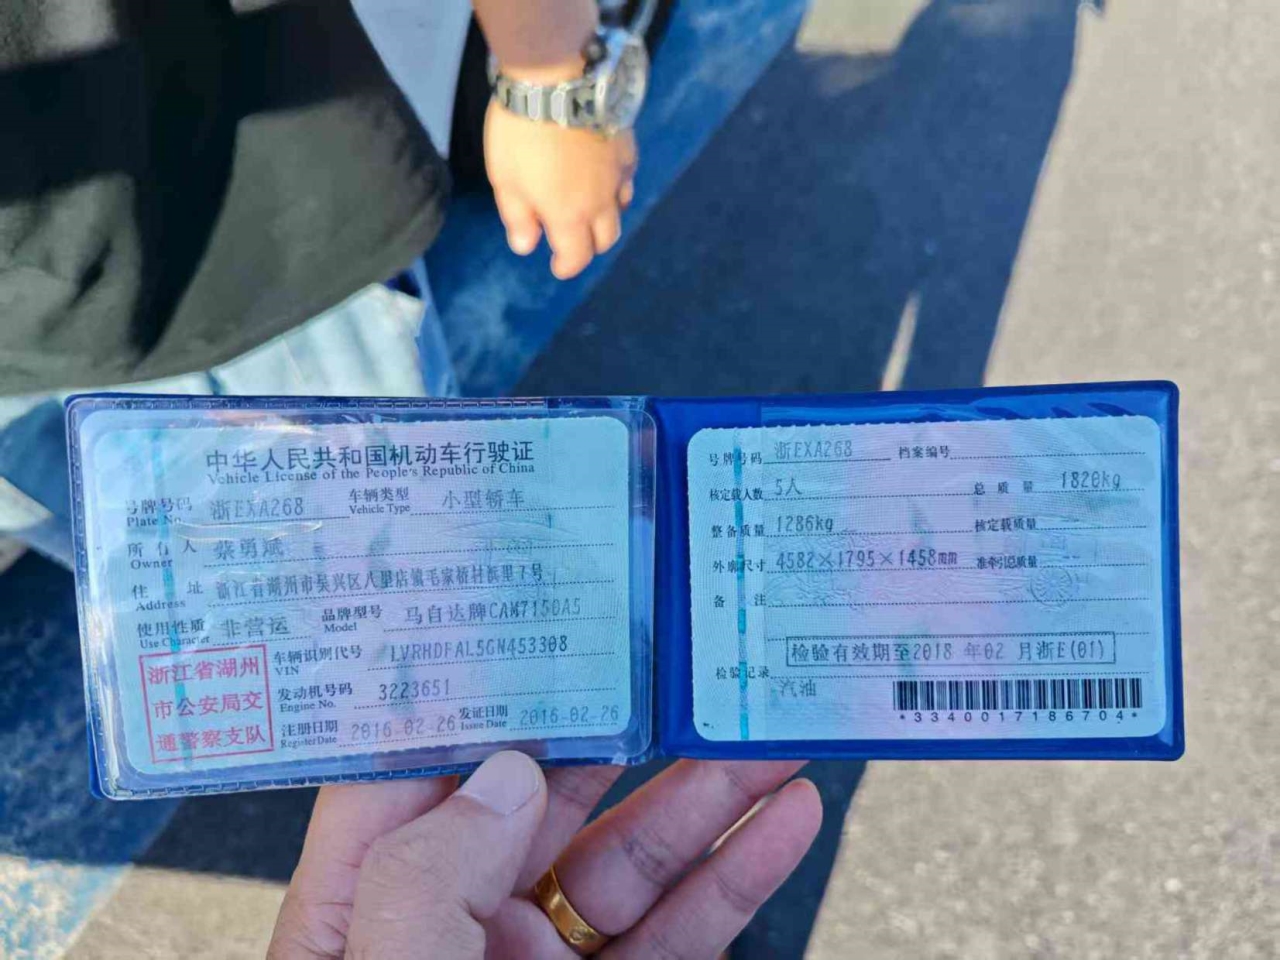 中华人民共和国机动车行驶证
Vehicle License of the People's Republic of China
号牌号码 浙EXA268 车辆类型 小型轿车
Plate No. Vehicle Type
所有人 蔡勇斌
Owner
住址 浙江省湖州市吴兴区八里店镇毛家桥村浜里7号
Address
使用性质 非营运 品牌型号 马自达牌CAM7150A5
Use Character Model
浙江省湖州
市公安局交
通警察支队
车辆识别代号 LVRHDFAL5GN453308
VIN
发动机号码 3223651
Engine No.
注册日期 2016-02-26 发证日期 2016-02-26
Register Date Issue Date
号牌号码 浙EXA268 档案编号
核定载人数 5人 总质量 1820kg
整备质量 1286kg 核定载质量
外廓尺寸 4582×1795×1458mm 准牵引总质量
备注
检验有效期至2018 年02 月浙E(01)
检验记录
汽油
*3340017186704*